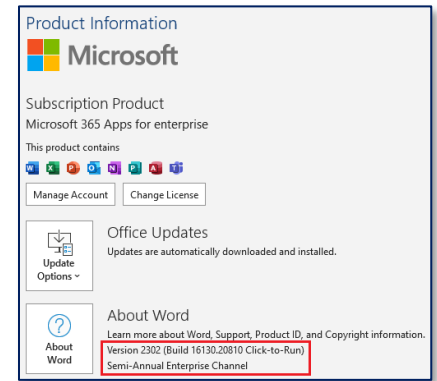 Product Information
Microsoft
Subscription Product
Microsoft 365 Apps for enterprise
This product contains
Manage Account
Change License
Update
Options
Office Updates
Updates are automatically downloaded and installed.
About
Word
About Word
Learn more about Word, Support, Product ID, and Copyright information.
Version 2302 (Build 16130.20810 Click-to-Run)
Semi-Annual Enterprise Channel